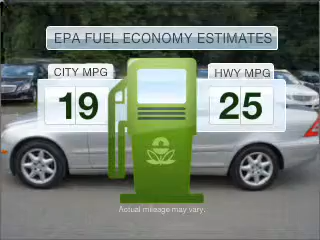 EPA FUEL ECONOMY ESTIMATES
CITY MPG
HWY MPG
19
25
Actual mileage may vary.